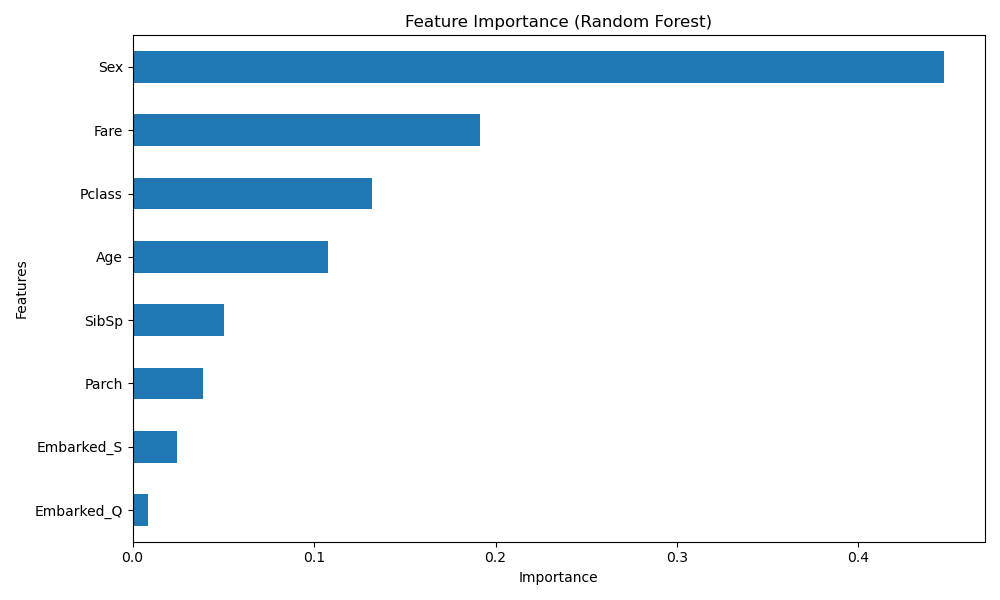 Feature Importance (Random Forest)
Sex
Fare
Pclass
Age
SibSp
Parch
Embarked_S
Embarked_Q
Features
0.0 0.1 0.2 0.3 0.4
Importance